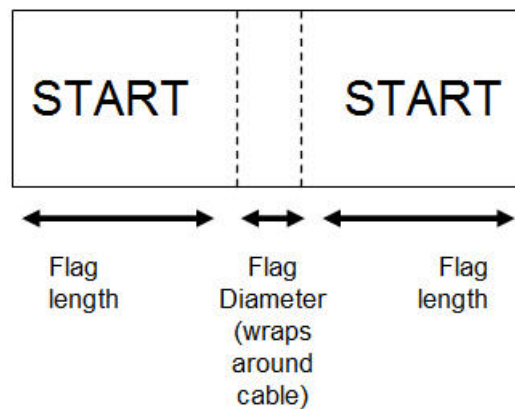 START START
Flag length
Flag Diameter (wraps around cable)
Flag length